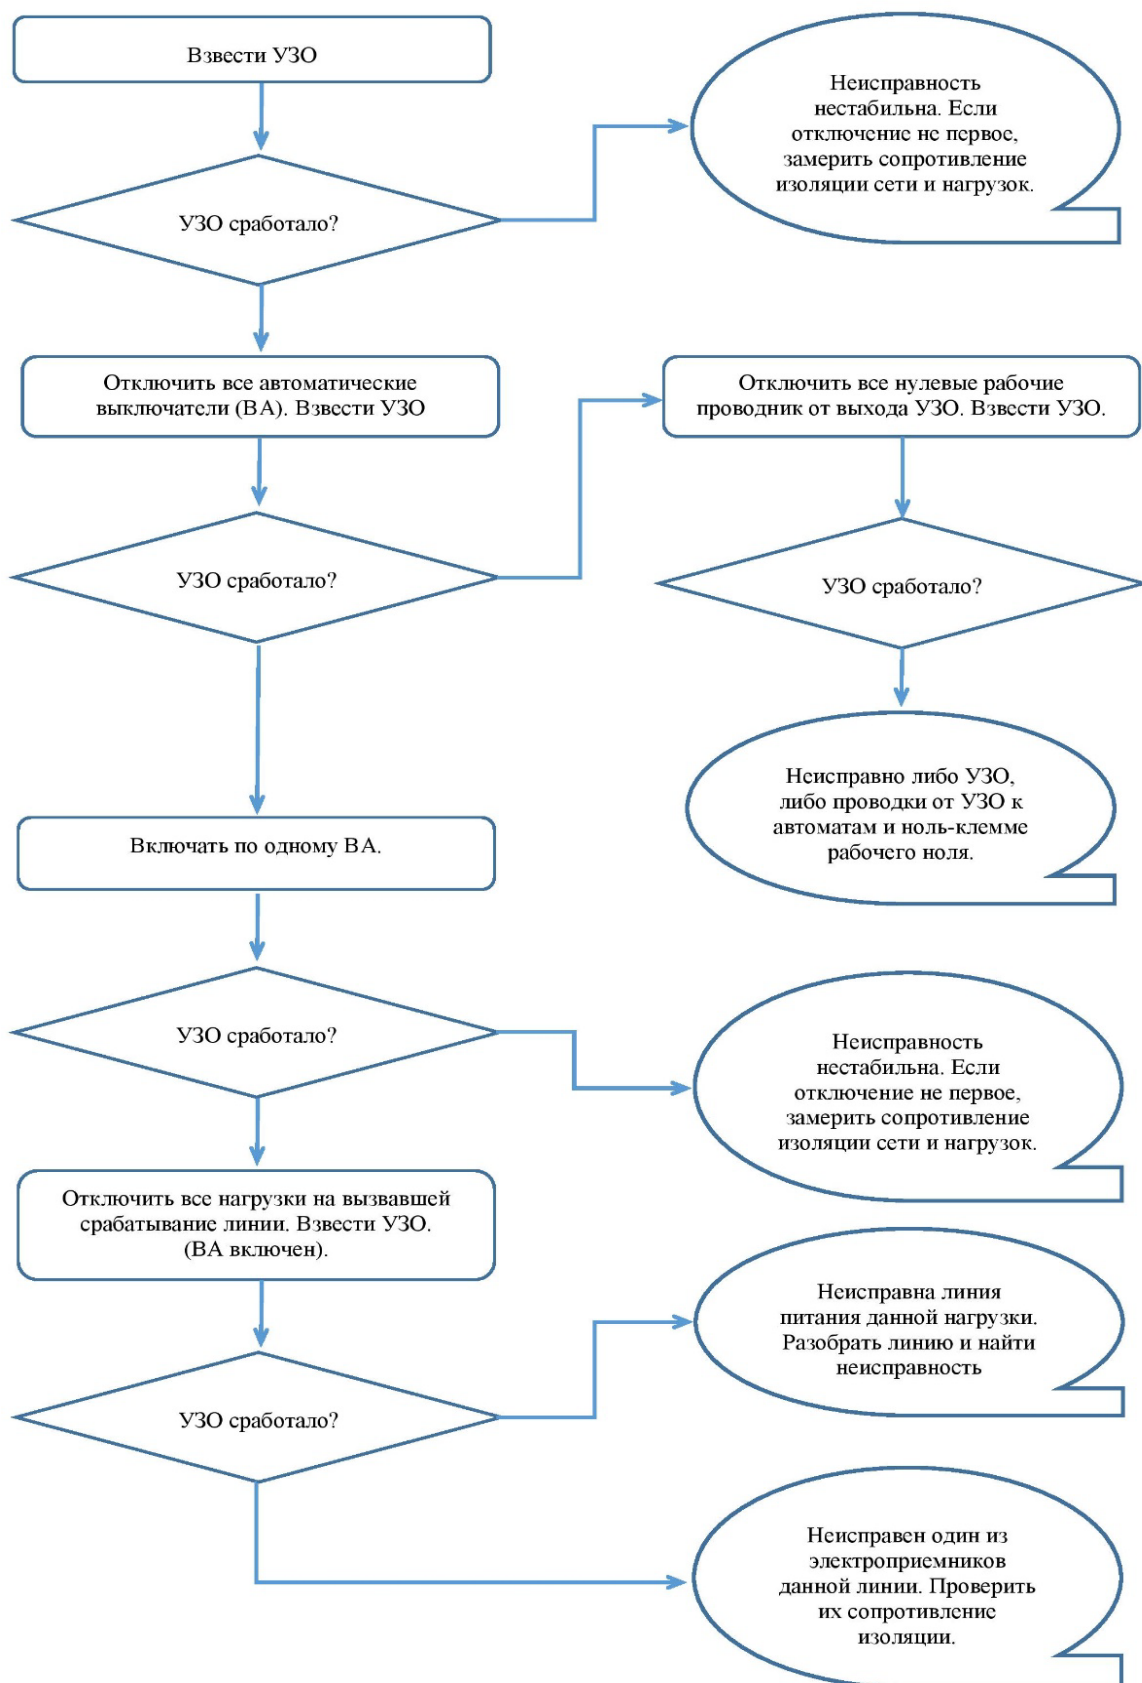 Взвести УЗО
Неисправность
нестабильна. Если
отключение не первое,
замерить сопротивление
изоляции сети и нагрузок.
УЗО сработало?
Отключить все автоматические
выключатели (ВА). Взвести УЗО
Отключить все нулевые рабочие
проводник от выхода УЗО. Взвести УЗО.
УЗО сработало?
УЗО сработало?
Неисправно либо УЗО,
либо проводки от УЗО к
автоматам и ноль-клемме
рабочего ноля.
Включать по одному ВА.
УЗО сработало?
Неисправность
нестабильна. Если
отключение не первое,
замерить сопротивление
изоляции сети и нагрузок.
Отключить все нагрузки на вызвавшей
срабатывание линии. Взвести УЗО.
(ВА включен).
Неисправна линия
питания данной нагрузки.
Разобрать линию и найти
неисправность
УЗО сработало?
Неисправен один из
электроприемников
данной линии. Проверить
их сопротивление
изоляции.